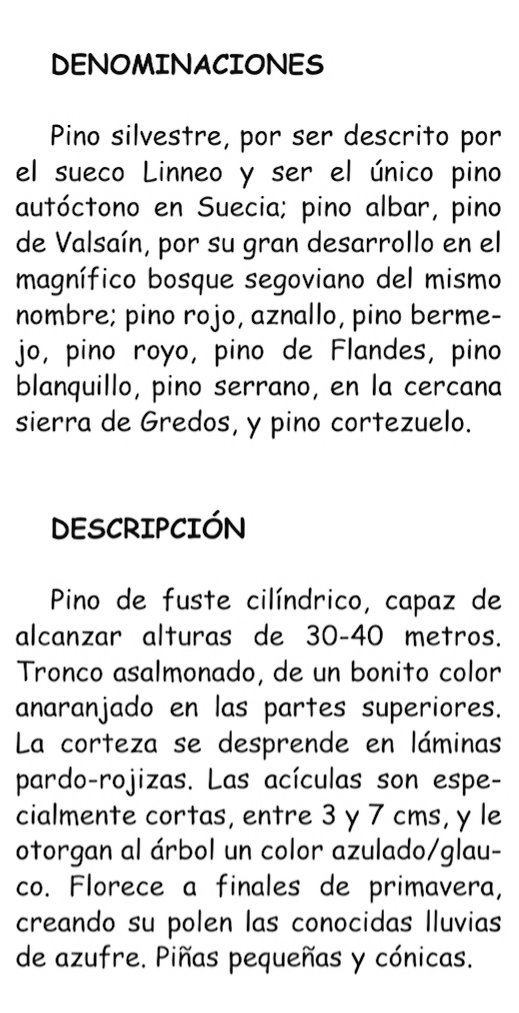 DENOMINACIONES
Pino silvestre, por ser descrito por
el sueco Linneo y ser el único pino
autóctono en Suecia; pino albar, pino
de Valsaín, por su gran desarrollo en el
magnífico bosque segoviano del mismo
nombre; pino rojo, aznallo, pino berme-
jo, pino royo, pino de Flandes, pino
blanquillo, pino serrano, en la cercana
sierra de Gredos, y pino cortezuelo.
DESCRIPCIÓN
Pino de fuste cilíndrico, capaz de
alcanzar alturas de 30-40 metros.
Tronco asalmonado, de un bonito color
anaranjado en las partes superiores.
La corteza se desprende en láminas
pardo-rojizas. Las acículas son espe-
cialmente cortas, entre 3 y 7 cms, y le
otorgan al árbol un color azulado/glau-
co. Florece a finales de primavera,
creando su polen las conocidas lluvias
de azufre. Piñas pequeñas y cónicas.